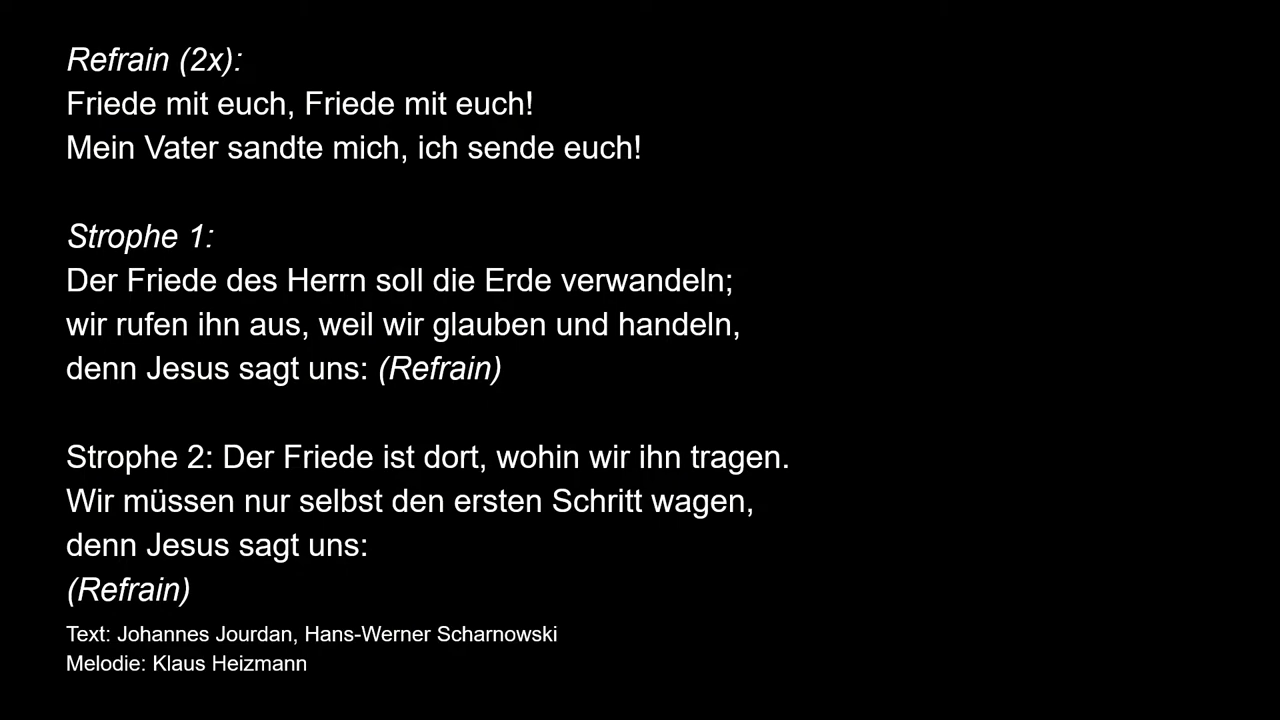 Refrain (2x):
Friede mit euch, Friede mit euch!
Mein Vater sandte mich, ich sende euch!
Strophe 1:
Der Friede des Herrn soll die Erde verwandeln;
wir rufen ihn aus, weil wir glauben und handeln,
denn Jesus sagt uns: (Refrain)
Strophe 2: Der Friede ist dort, wohin wir ihn tragen.
Wir müssen nur selbst den ersten Schritt wagen,
denn Jesus sagt uns:
(Refrain)
Text: Johannes Jourdan, Hans-Werner Scharnowski
Melodie: Klaus Heizmann